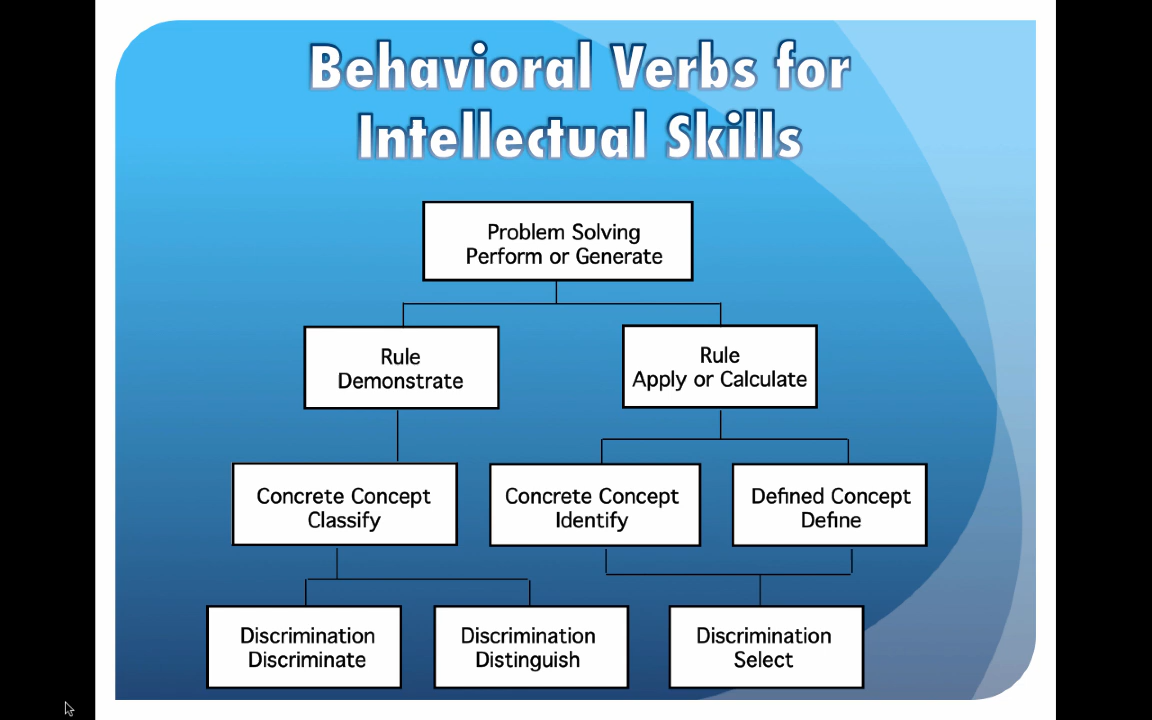 Behavioral Verbs for
Intellectual Skills
Problem Solving
Perform or Generate
Rule
Demonstrate
Rule
Apply or Calculate
Concrete Concept
Classify
Concrete Concept
Identify
Defined Concept
Define
Discrimination
Discriminate
Discrimination
Distinguish
Discrimination
Select